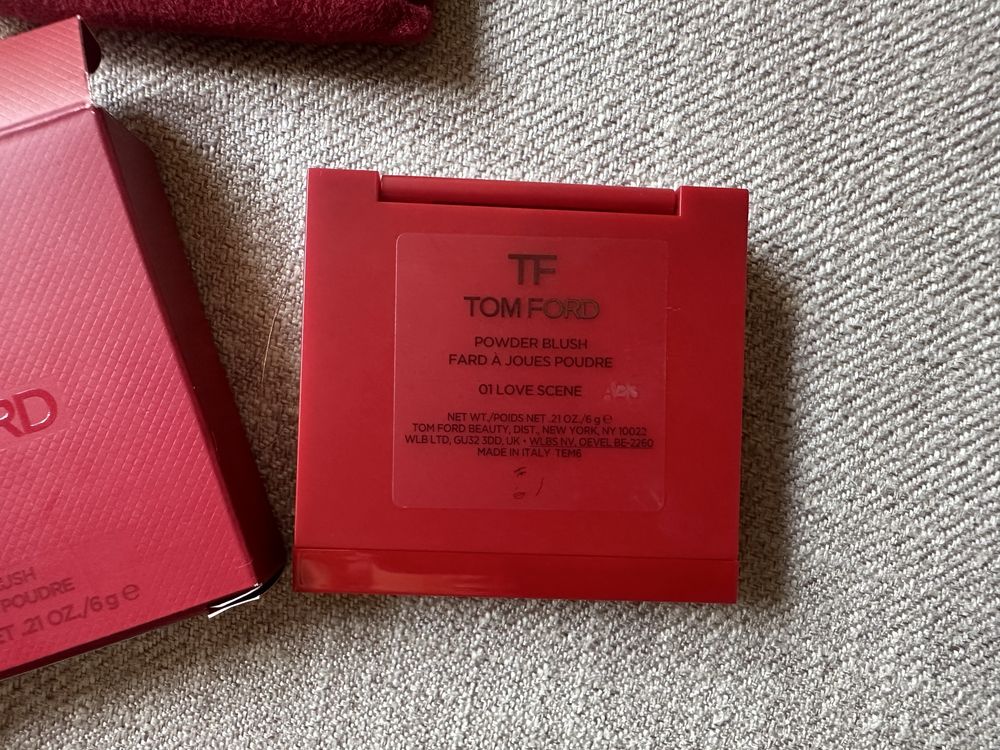 TF
TOM FORD
POWDER BLUSH
FARD À JOUES POUDRE
01 LOVE SCENE
NET WT./POIDS NET .21 OZ./6 g ℮
TOM FORD BEAUTY, DIST., NEW YORK, NY 10022
WLB LTD, GU32 3DD, UK • WLBS NV, OEVEL BE-2260
MADE IN ITALY TEM6
RD
USH
POUDRE
ET .21 OZ./6 g ℮